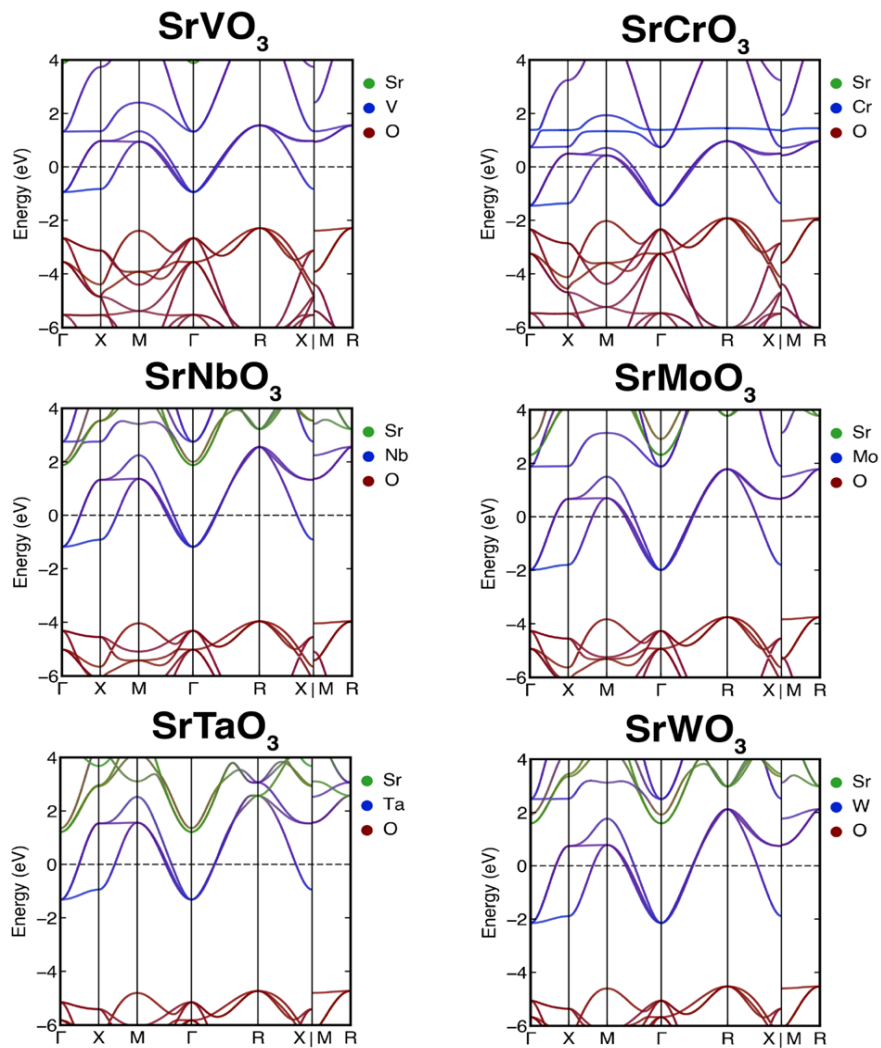 SrVO3
4
2
0
−2
−4
−6
Energy (eV)
Γ X M Γ R X | M R
Sr
V
O
SrCrO3
4
2
0
−2
−4
−6
Energy (eV)
Γ X M Γ R X | M R
Sr
Cr
O
SrNbO3
4
2
0
−2
−4
−6
Energy (eV)
Γ X M Γ R X | M R
Sr
Nb
O
SrMoO3
4
2
0
−2
−4
−6
Energy (eV)
Γ X M Γ R X | M R
Sr
Mo
O
SrTaO3
4
2
0
−2
−4
−6
Energy (eV)
Γ X M Γ R X | M R
Sr
Ta
O
SrWO3
4
2
0
−2
−4
−6
Energy (eV)
Γ X M Γ R X | M R
Sr
W
O